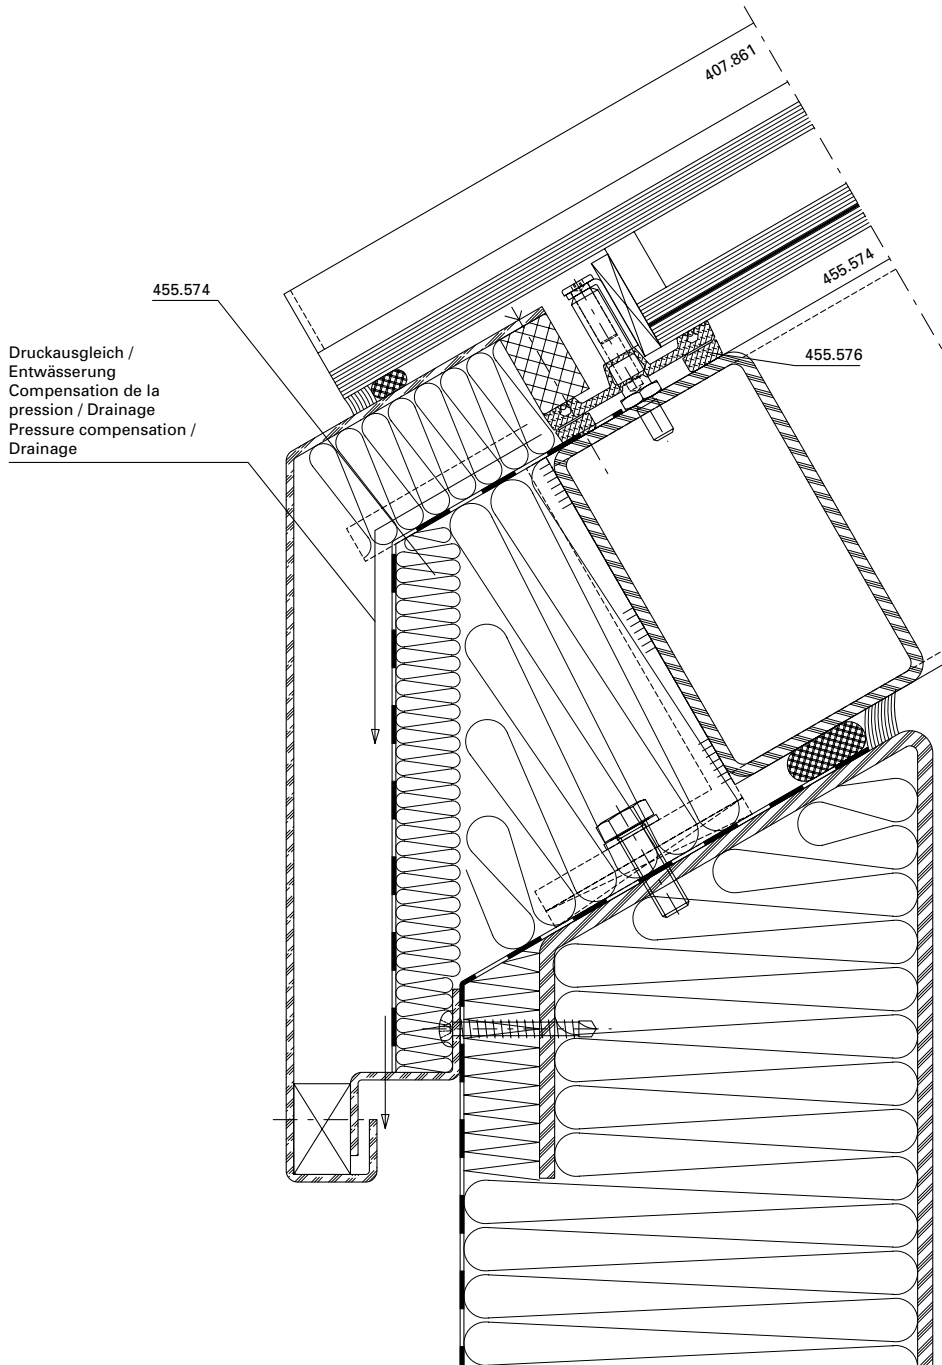 407.861
455.574
455.574
455.576
Druckausgleich /
Entwässerung
Compensation de la
pression / Drainage
Pressure compensation /
Drainage